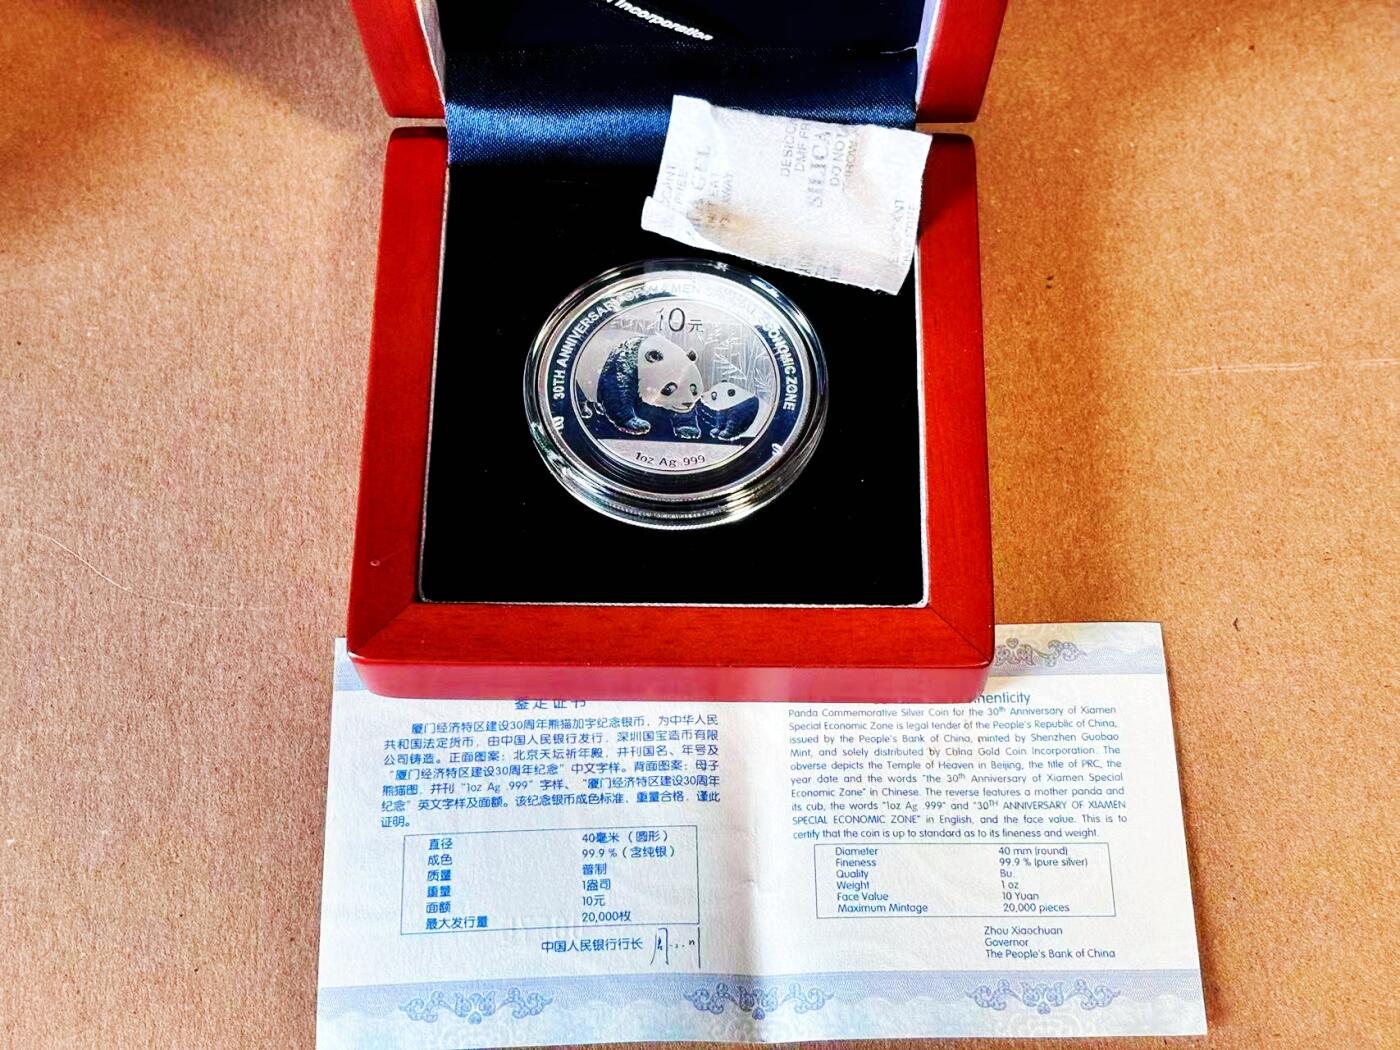 Incorporation
DESICCANT
SILICA GEL
DO NOT EAT
30TH ANNIVERSARY OF XIAMEN SPECIAL ECONOMIC ZONE
10元
1oz Ag .999
鉴定证书
厦门经济特区建设30周年熊猫加字纪念银币，为中华人民
共和国法定货币，由中国人民银行发行，深圳国宝造币有限
公司铸造。正面图案：北京天坛祈年殿，并刊国名、年号及
“厦门经济特区建设30周年纪念”中文字样。背面图案：母子
熊猫图，并刊“1oz Ag .999”字样、“厦门经济特区建设30周年
纪念”英文字样及面额。该纪念银币成色标准，重量合格，谨此
证明。
直径 40毫米（圆形）
成色 99.9％（含纯银）
质量 普制
重量 1盎司
面额 10元
最大发行量 20,000枚
中国人民银行行长
Panda Commemorative Silver Coin for the 30th Anniversary of Xiamen
Special Economic Zone is legal tender of the People's Republic of China,
issued by the People's Bank of China, minted by Shenzhen Guobao
Mint, and solely distributed by China Gold Coin Incorporation. The
obverse depicts the Temple of Heaven in Beijing, the title of PRC, the
year date and the words "the 30th Anniversary of Xiamen Special
Economic Zone" in Chinese. The reverse features a mother panda and
its cub, the words "1oz Ag .999" and "30TH ANNIVERSARY OF XIAMEN
SPECIAL ECONOMIC ZONE" in English, and the face value. This is to
certify that the coin is up to standard as to its fineness and weight.
Diameter 40 mm (round)
Fineness 99.9 % (pure silver)
Quality Bu.
Weight 1 oz
Face Value 10 Yuan
Maximum Mintage 20,000 pieces
Zhou Xiaochuan
Governor
The People's Bank of China